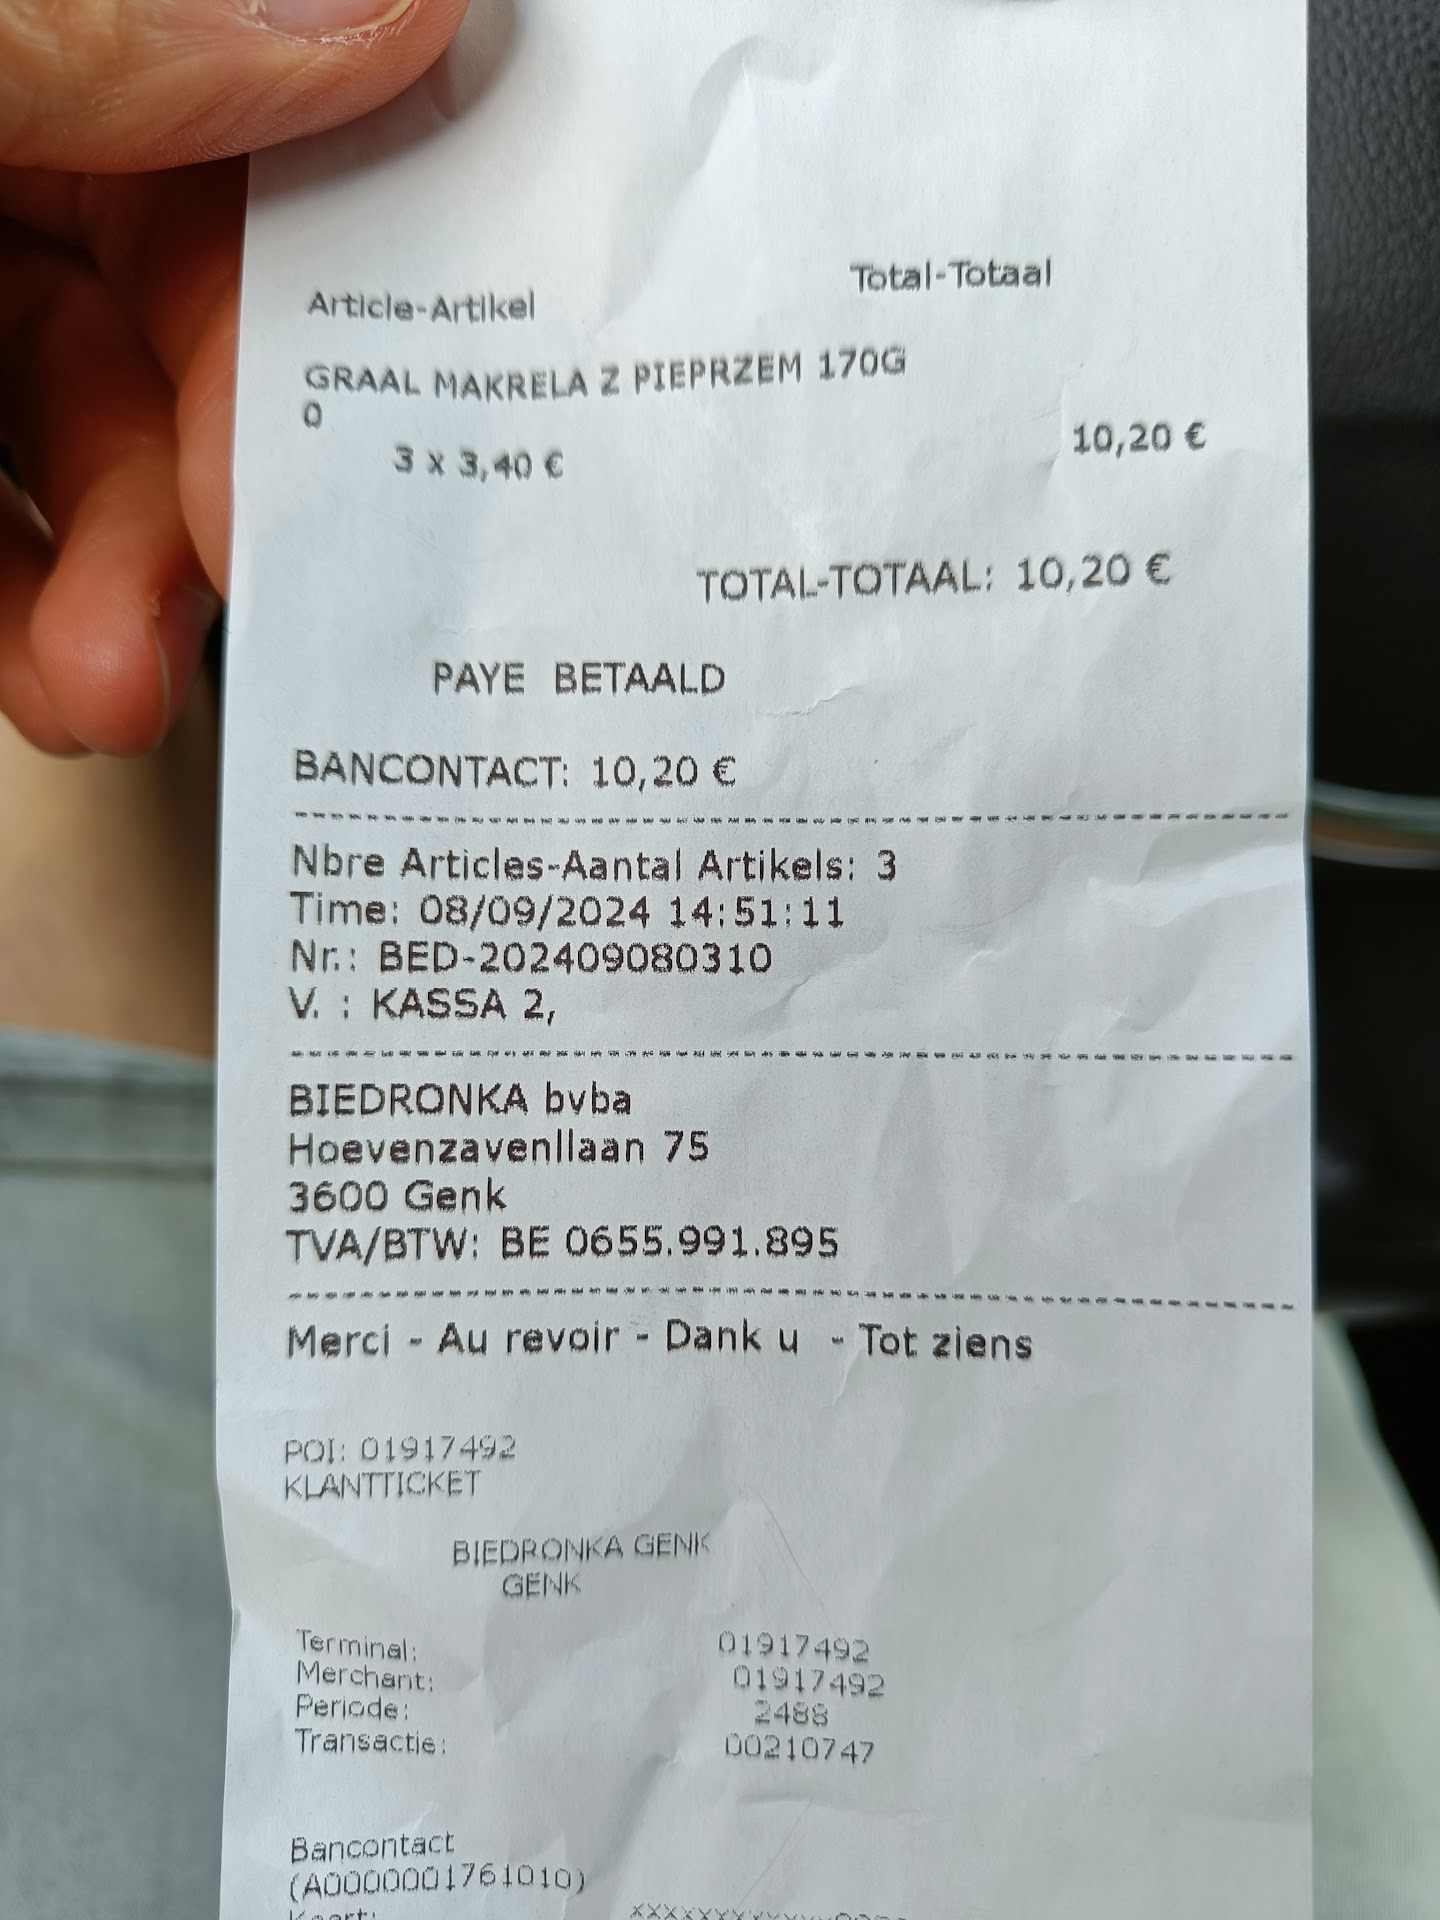 Total-Totaal
Article-Artikel
GRAAL MAKRELA Z PIEPRZEM 170G
0
3 x 3,40 € 10,20 €
TOTAL-TOTAAL: 10,20 €
PAYE BETAALD
BANCONTACT: 10,20 €
Nbre Articles-Aantal Artikels: 3
Time: 08/09/2024 14:51:11
Nr.: BED-202409080310
V. : KASSA 2,
BIEDRONKA bvba
Hoevenzavenllaan 75
3600 Genk
TVA/BTW: BE 0655.991.895
Merci - Au revoir - Dank u - Tot ziens
POI: 01917492
KLANTTICKET
BIEDRONKA GENK
GENK
Terminal: 01917492
Merchant: 01917492
Periode: 2488
Transactie: 00210747
Bancontact
(A0000001761010)
Kaart: